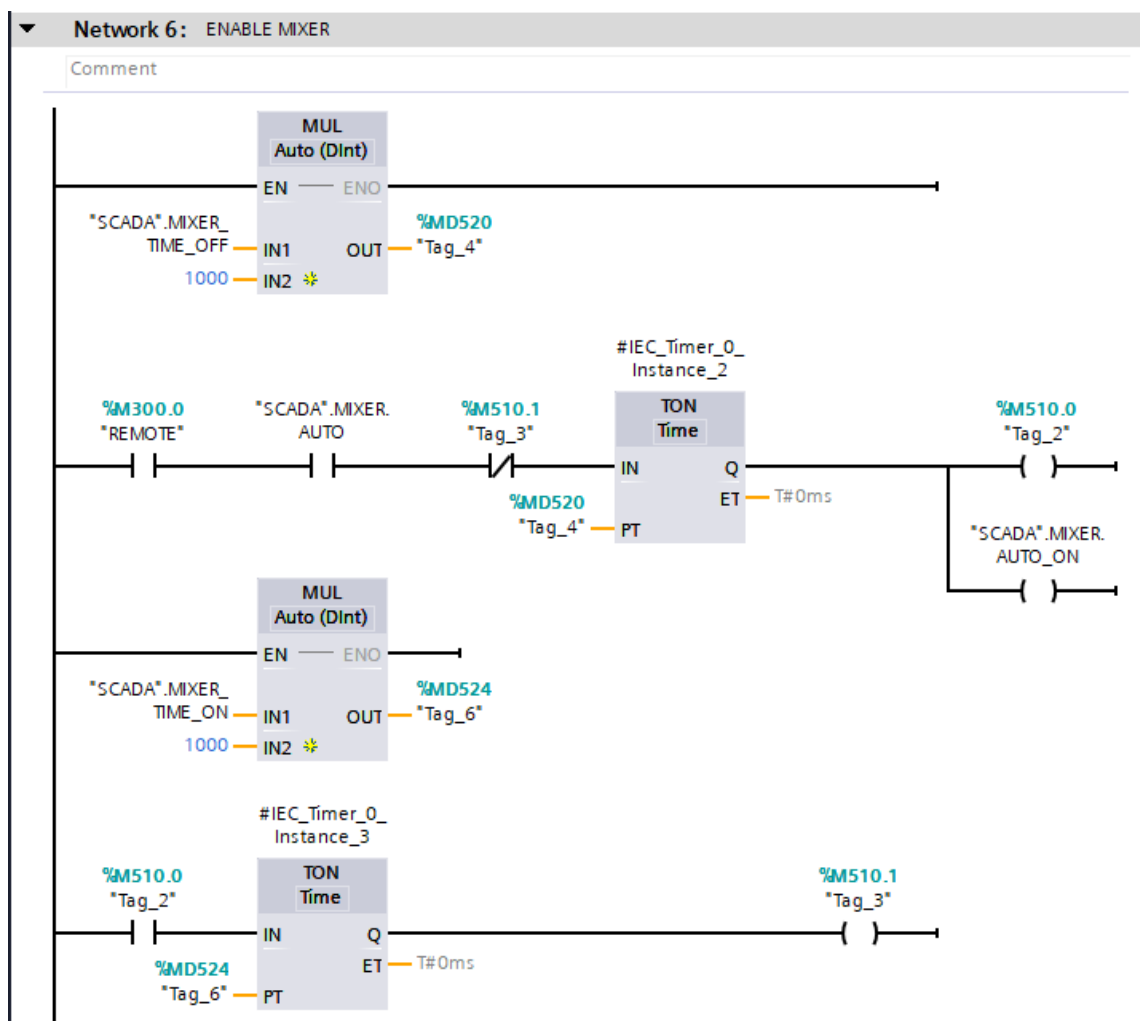 Network 6: ENABLE MIXER
Comment
MUL
Auto (DInt)
EN ENO
"SCADA".MIXER_
TIME_OFF
IN1
OUT
%MD520
"Tag_4"
1000
IN2
#IEC_Timer_0_
Instance_2
%M300.0
"REMOTE"
"SCADA".MIXER.
AUTO
%M510.1
"Tag_3"
TON
Time
IN Q
ET
T#0ms
%MD520
"Tag_4"
PT
%M510.0
"Tag_2"
"SCADA".MIXER.
AUTO_ON
MUL
Auto (DInt)
EN ENO
"SCADA".MIXER_
TIME_ON
IN1
OUT
%MD524
"Tag_6"
1000
IN2
#IEC_Timer_0_
Instance_3
%M510.0
"Tag_2"
TON
Time
IN Q
ET
T#0ms
%MD524
"Tag_6"
PT
%M510.1
"Tag_3"